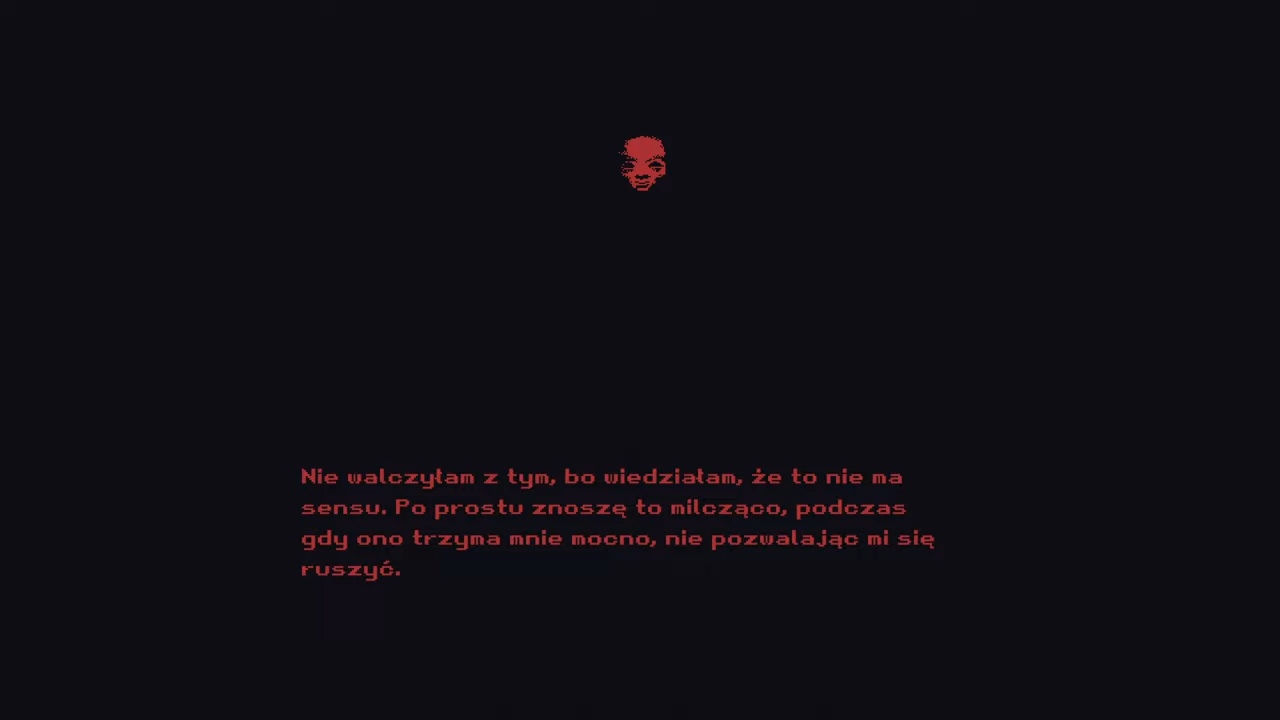 Nie walczyłam z tym, bo wiedziałam, że to nie ma
sensu. Po prostu znoszę to milcząco, podczas
gdy ono trzyma mnie mocno, nie pozwalając mi się
ruszyć.